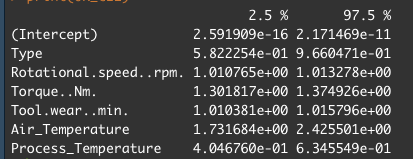 2.5 % 97.5 %
(Intercept) 2.591909e-16 2.171469e-11
Type 5.822254e-01 9.660471e-01
Rotational.speed..rpm. 1.010765e+00 1.013278e+00
Torque..Nm. 1.301817e+00 1.374926e+00
Tool.wear..min. 1.010381e+00 1.015796e+00
Air_Temperature 1.731684e+00 2.425501e+00
Process_Temperature 4.046760e-01 6.345549e-01